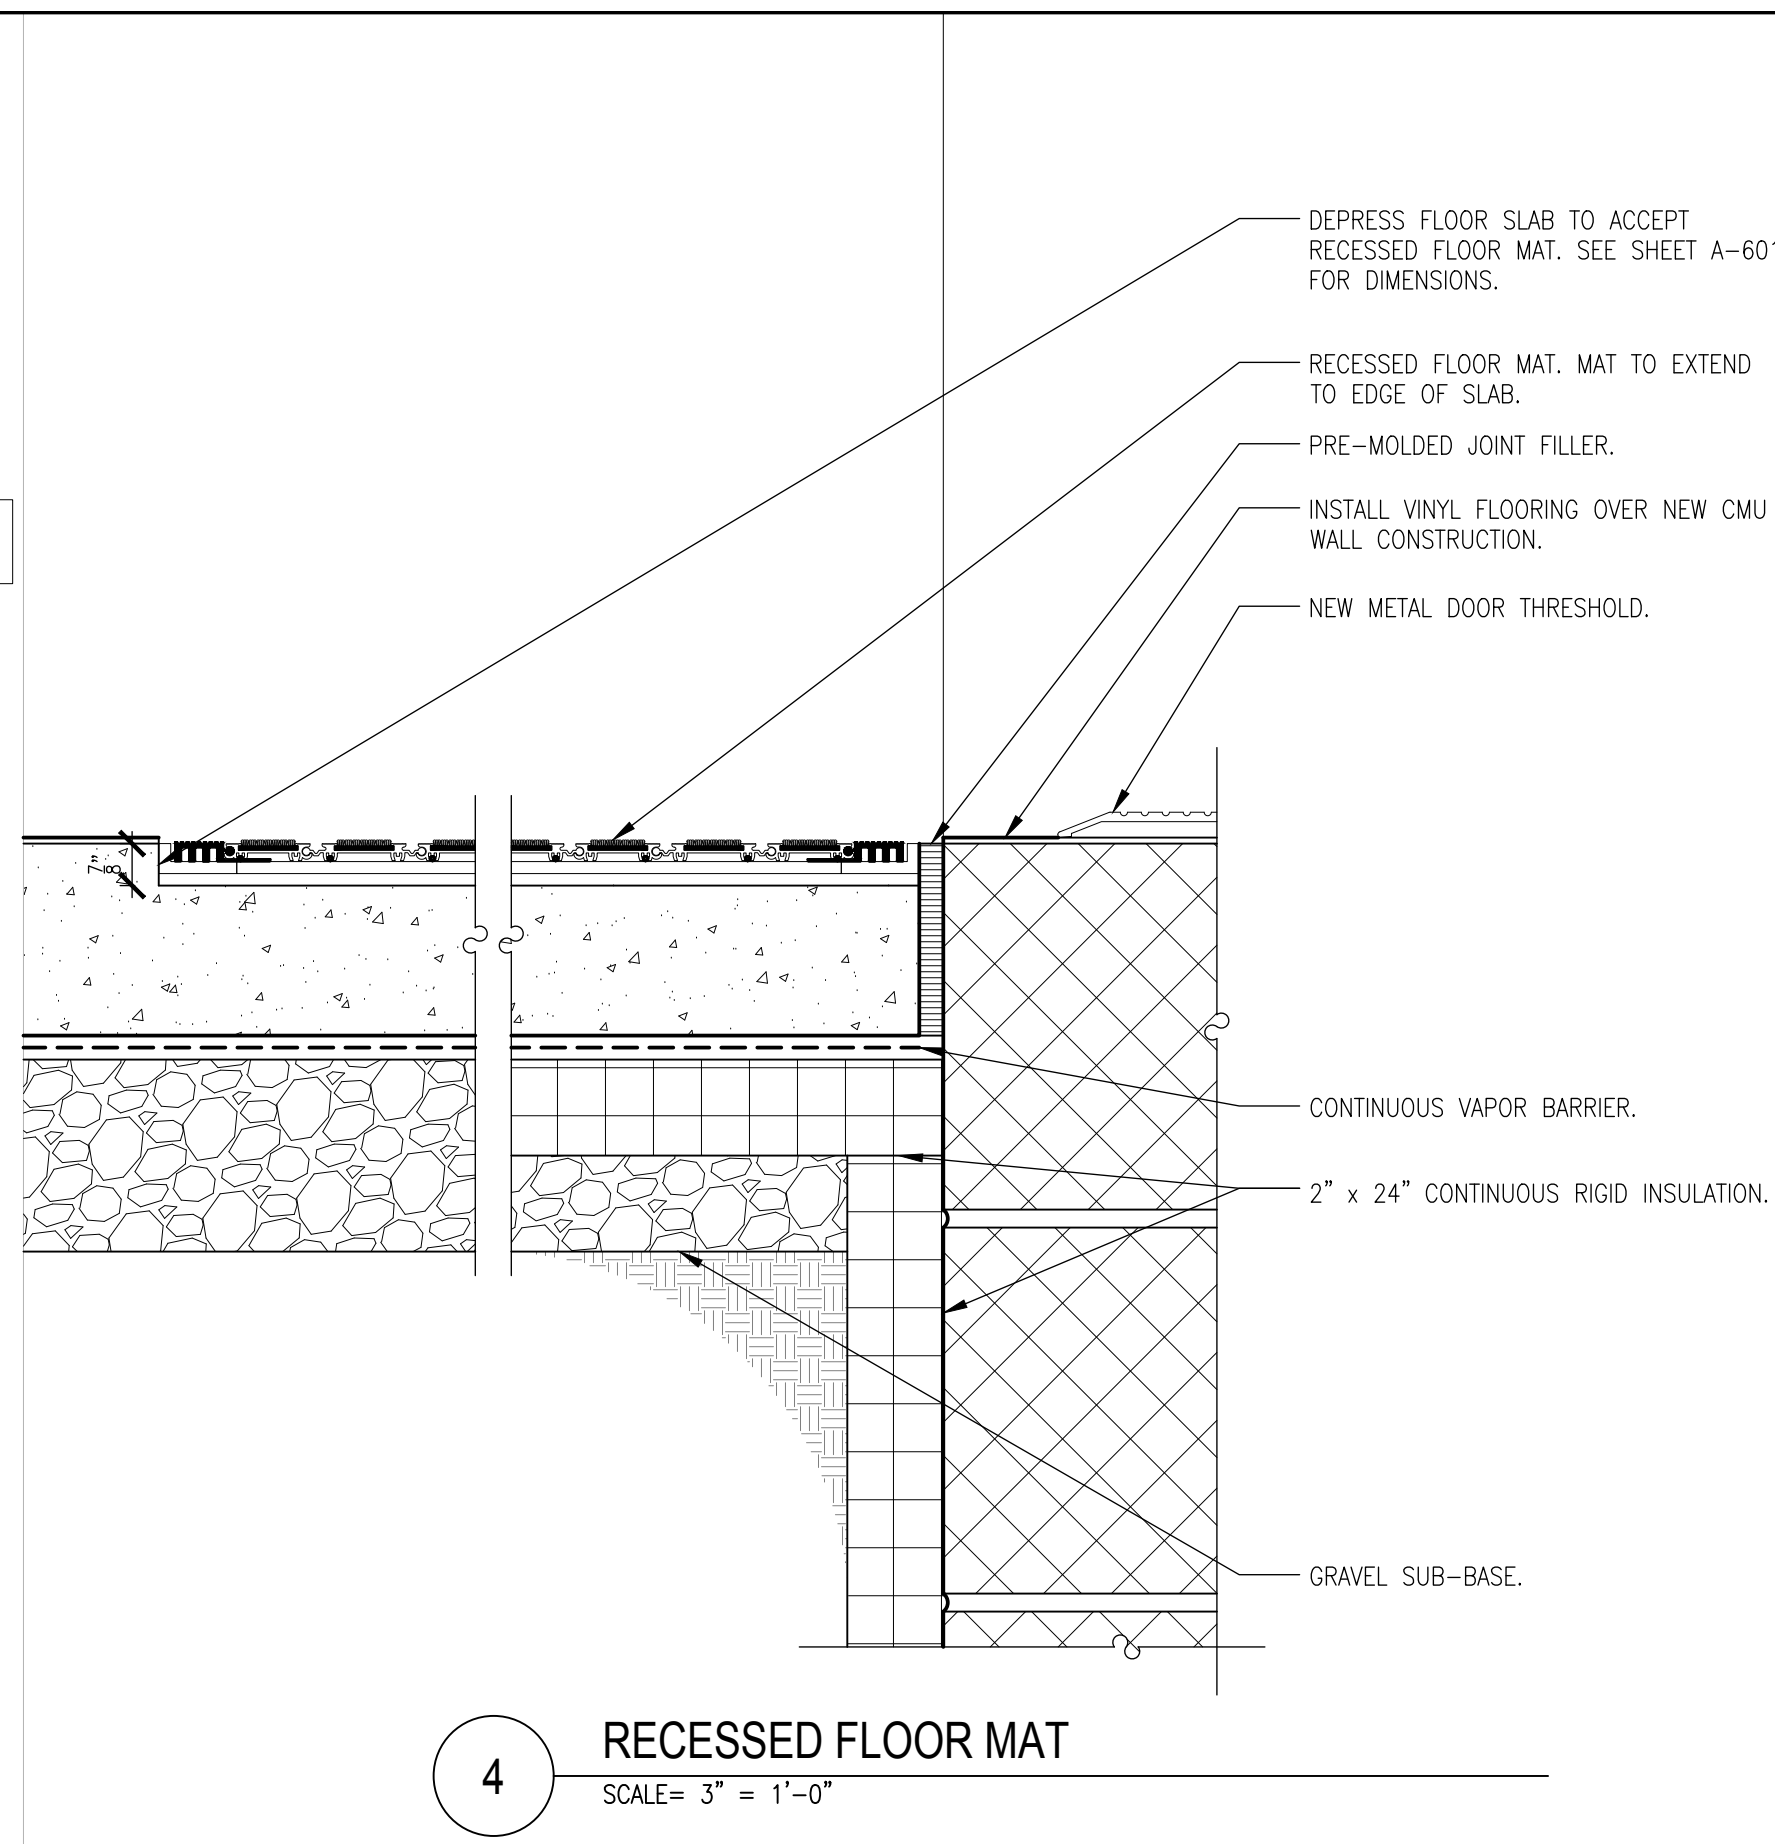 DEPRESS FLOOR SLAB TO ACCEPT
RECESSED FLOOR MAT. SEE SHEET A-601
FOR DIMENSIONS.
RECESSED FLOOR MAT. MAT TO EXTEND
TO EDGE OF SLAB.
PRE-MOLDED JOINT FILLER.
INSTALL VINYL FLOORING OVER NEW CMU
WALL CONSTRUCTION.
NEW METAL DOOR THRESHOLD.
7/8"
CONTINUOUS VAPOR BARRIER.
2" x 24" CONTINUOUS RIGID INSULATION.
GRAVEL SUB-BASE.
4
RECESSED FLOOR MAT
SCALE= 3" = 1'-0"